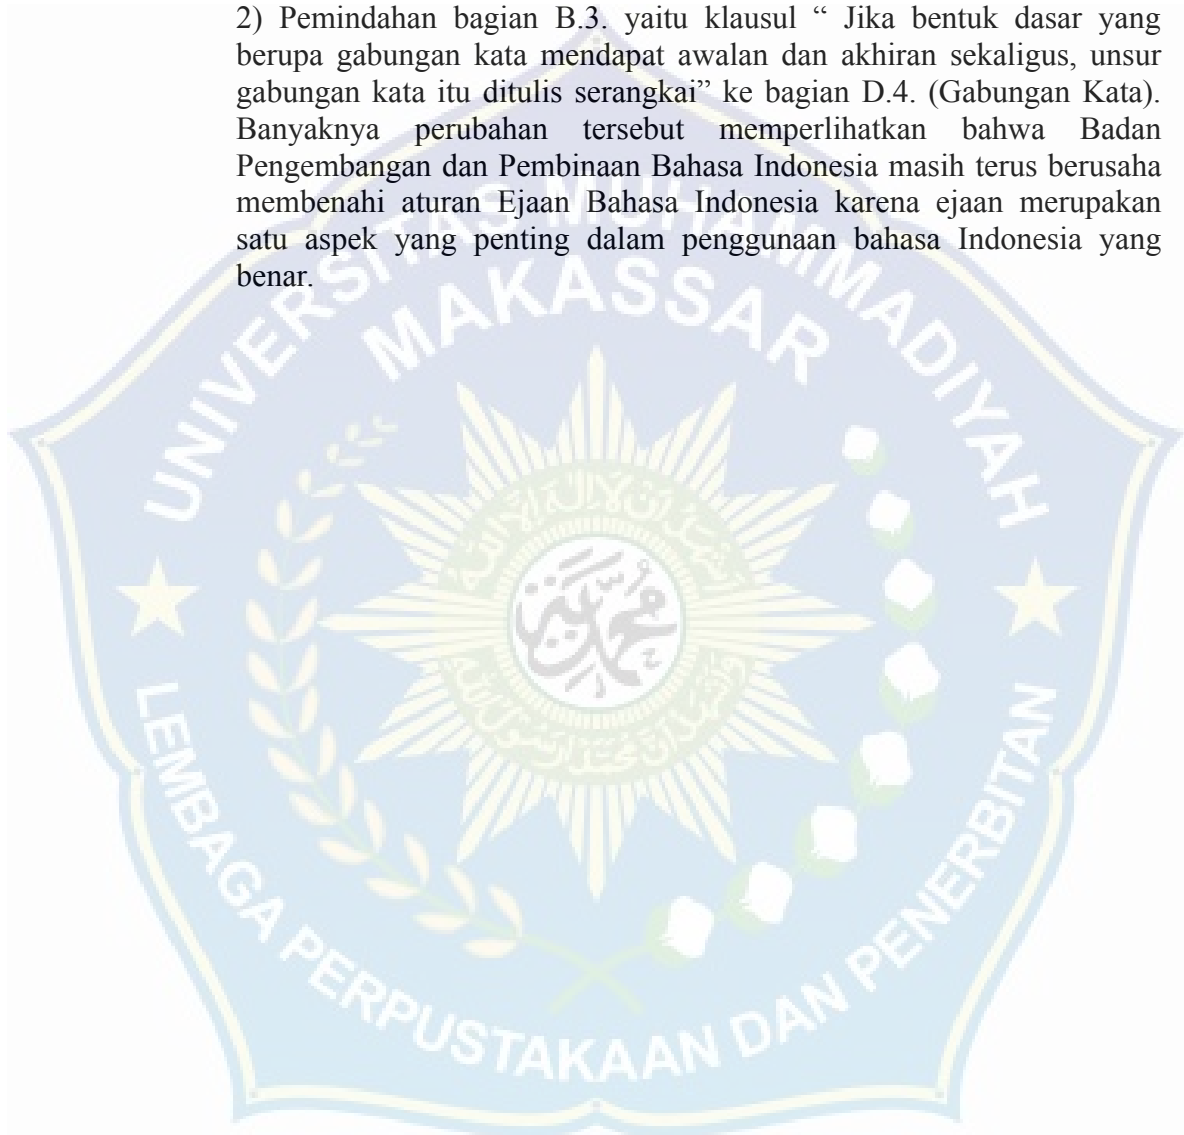 2) Pemindahan bagian B.3. yaitu klausul “ Jika bentuk dasar yang
berupa gabungan kata mendapat awalan dan akhiran sekaligus, unsur
gabungan kata itu ditulis serangkai” ke bagian D.4. (Gabungan Kata).
Banyaknya perubahan tersebut memperlihatkan bahwa Badan
Pengembangan dan Pembinaan Bahasa Indonesia masih terus berusaha
membenahi aturan Ejaan Bahasa Indonesia karena ejaan merupakan
satu aspek yang penting dalam penggunaan bahasa Indonesia yang
benar.
UNIVERSITAS MUHAMMADIYAH
MAKASSAR
LEMBAGA PERPUSTAKAAN DAN PENERBITAN